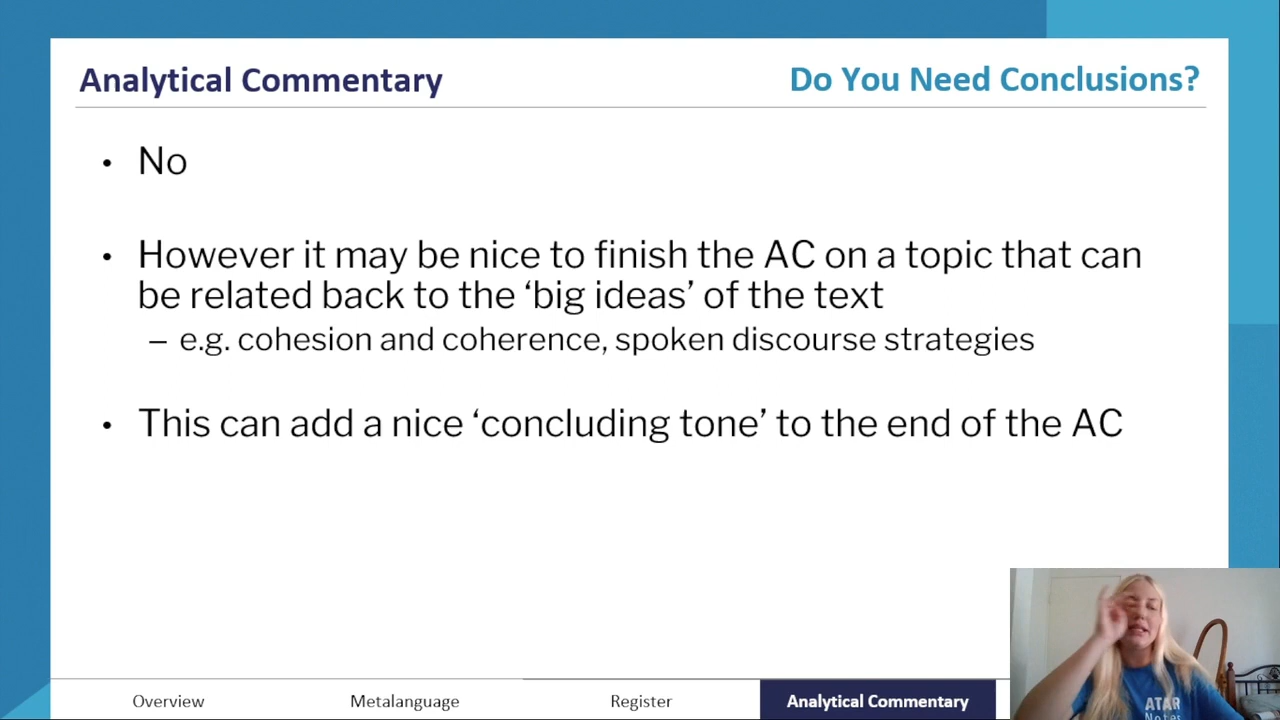 Analytical Commentary
Do You Need Conclusions?
• No
• However it may be nice to finish the AC on a topic that can
be related back to the ‘big ideas’ of the text
– e.g. cohesion and coherence, spoken discourse strategies
• This can add a nice ‘concluding tone’ to the end of the AC
Overview
Metalanguage
Register
Analytical Commentary
ATAR
Notes